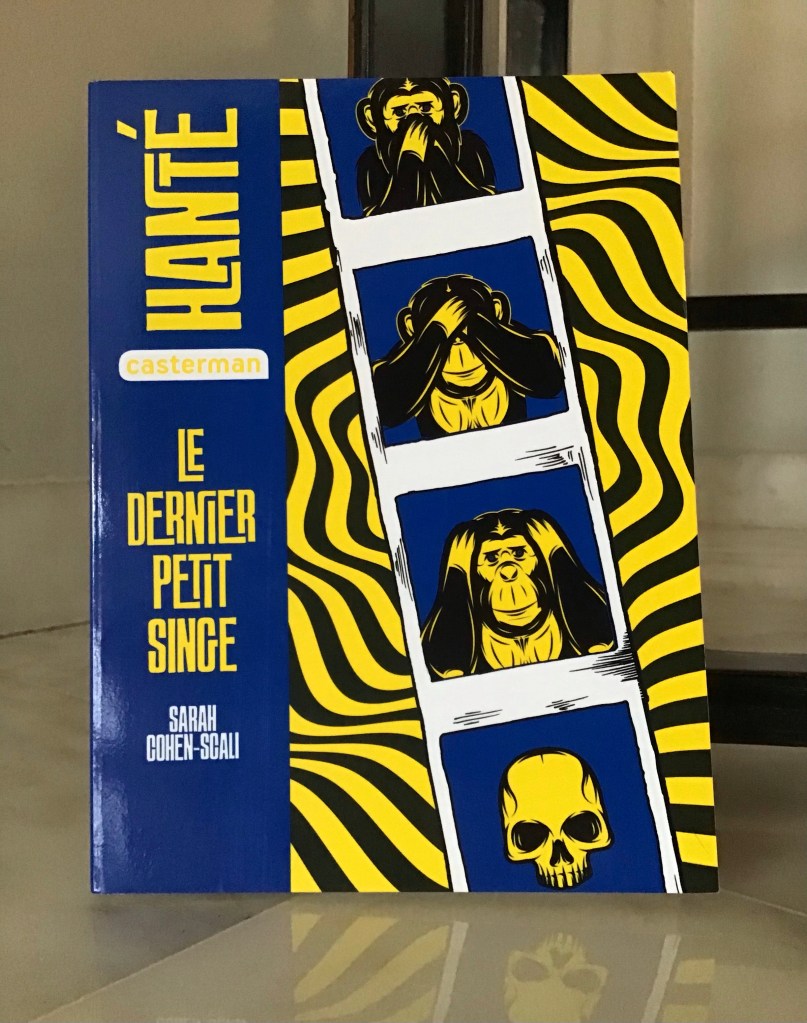 HANTÉ
casterman
LE
DERNIER
PETIT
SINGE
SARAH
COHEN-SCALI